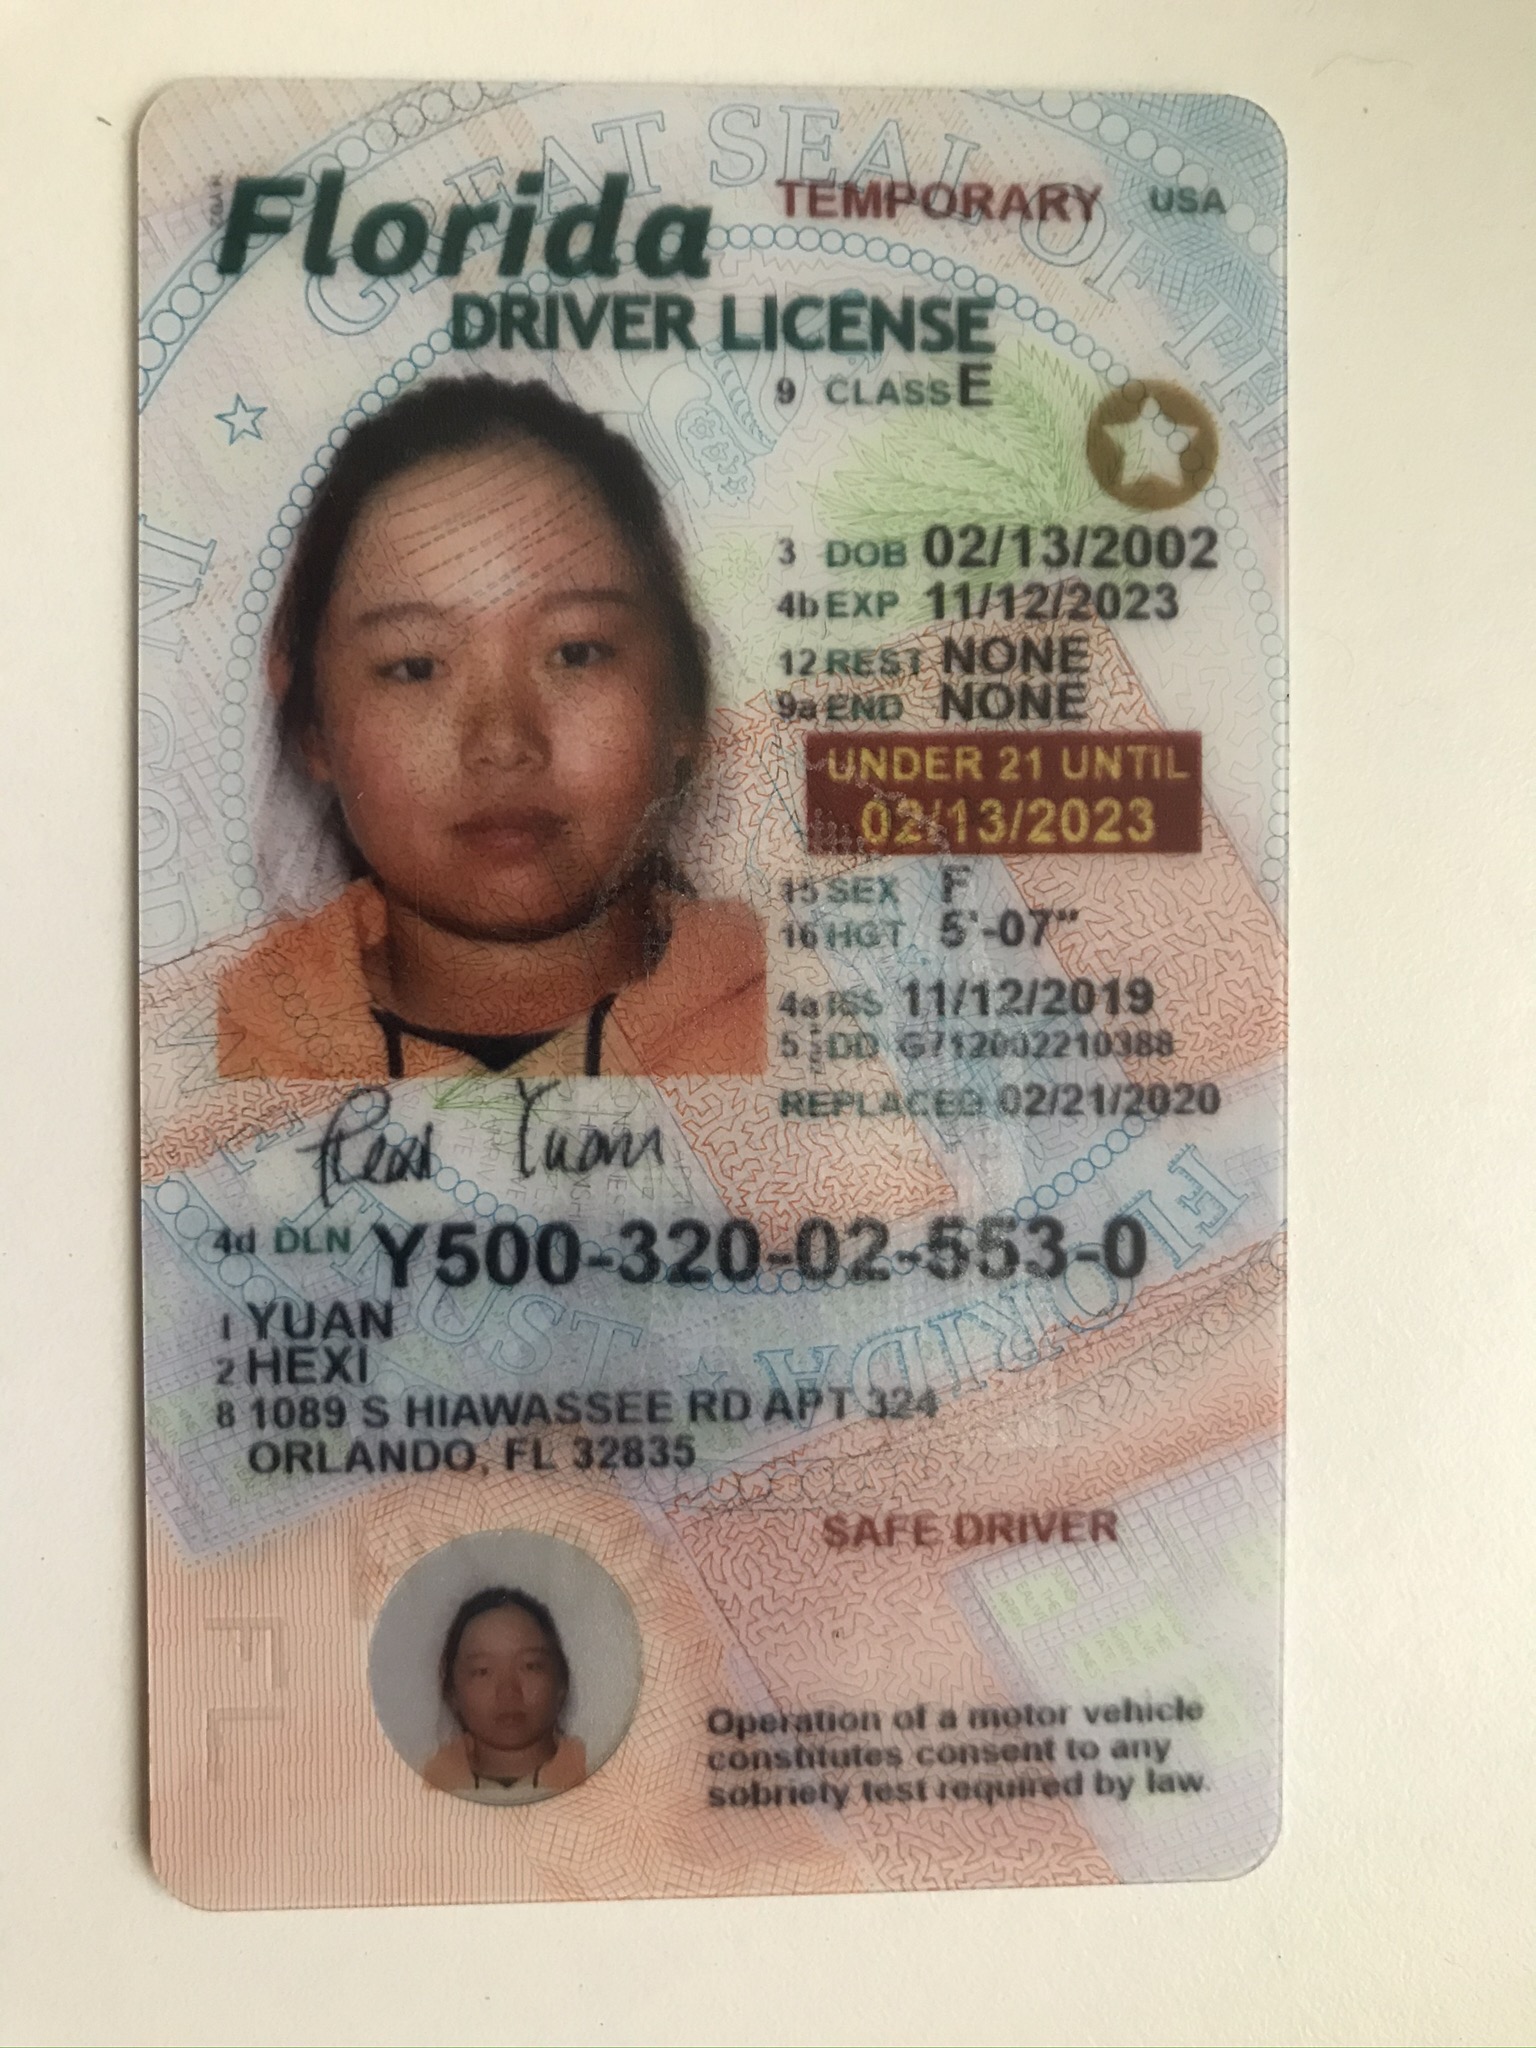 Florida TEMPORARY USA
DRIVER LICENSE
9 CLASS E
3 DOB 02/13/2002
4b EXP 11/12/2023
12 REST NONE
9a END NONE
UNDER 21 UNTIL
02/13/2023
15 SEX F
16 HGT 5'-07"
4a ISS 11/12/2019
5 DD G712002210388
REPLACED 02/21/2020
Hexi Yuan
4d DLN Y500-320-02-553-0
1 YUAN
2 HEXI
8 1089 S HIAWASSEE RD APT 324
ORLANDO, FL 32835
SAFE DRIVER
FL
Operation of a motor vehicle
constitutes consent to any
sobriety test required by law.
GREAT SEAL OF THE
FLORIDA
IN GOD
TRUST